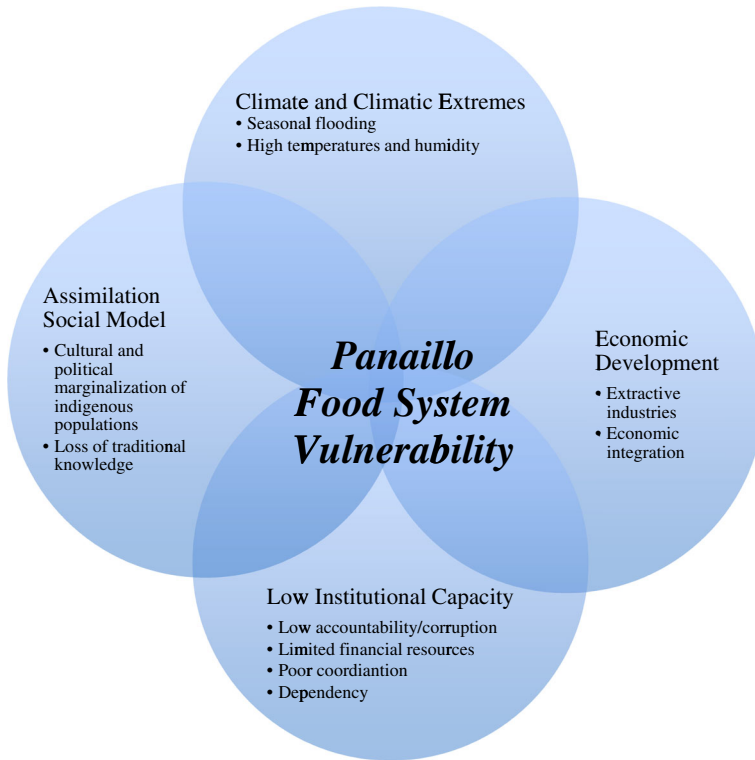 Climate and Climatic Extremes
• Seasonal flooding
• High temperatures and humidity
Assimilation
Social Model
• Cultural and
political
marginalization of
indigenous
populations
• Loss of traditional
knowledge
Panaillo
Food System
Vulnerability
Economic
Development
• Extractive
industries
• Economic
integration
Low Institutional Capacity
• Low accountability/corruption
• Limited financial resources
• Poor coordiantion
• Dependency